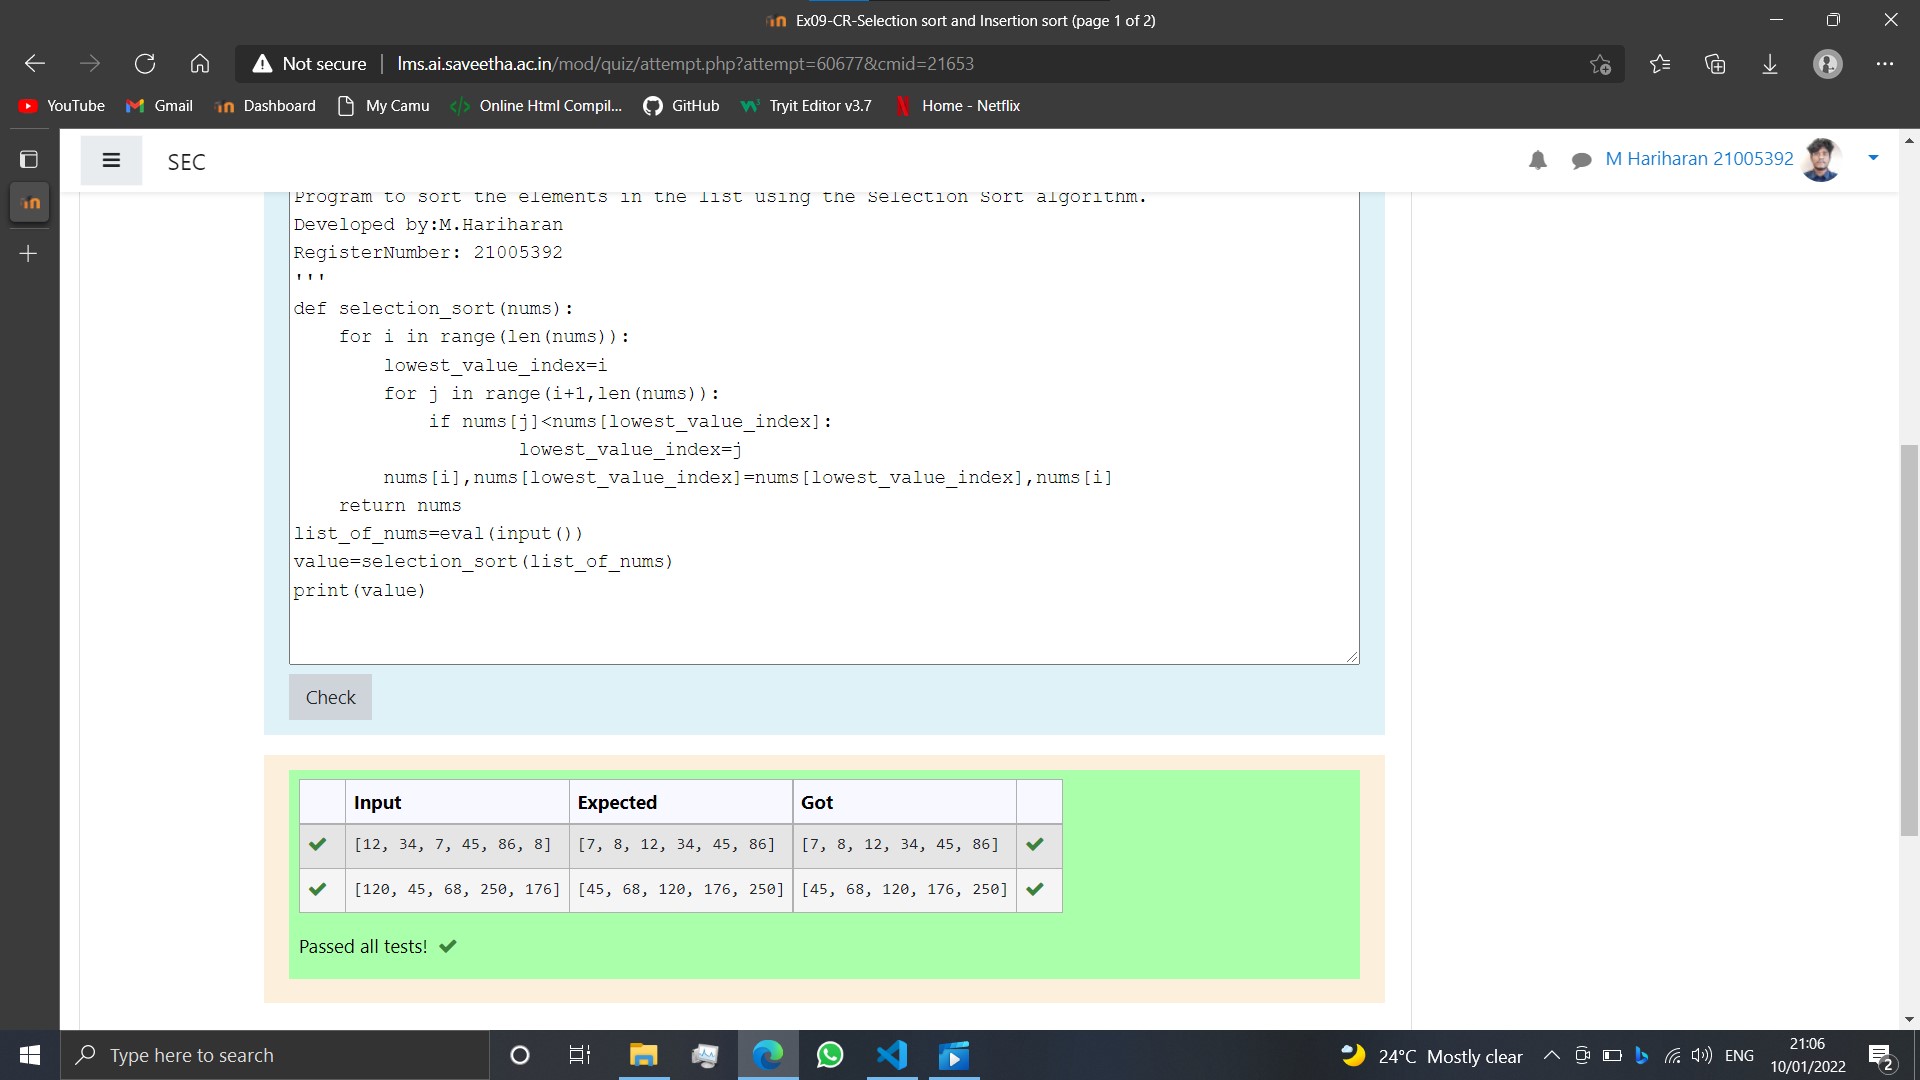 Ex09-CR-Selection sort and Insertion sort (page 1 of 2)
Not secure | lms.ai.saveetha.ac.in/mod/quiz/attempt.php?attempt=60677&cmid=21653
YouTube Gmail Dashboard My Camu Online Html Compil... GitHub Tryit Editor v3.7 Home - Netflix
SEC M Hariharan 21005392
Program to sort the elements in the list using the Selection Sort algorithm.
Developed by:M.Hariharan
RegisterNumber: 21005392
'''
def selection_sort(nums):
    for i in range(len(nums)):
        lowest_value_index=i
        for j in range(i+1,len(nums)):
            if nums[j]<nums[lowest_value_index]:
                    lowest_value_index=j
        nums[i],nums[lowest_value_index]=nums[lowest_value_index],nums[i]
    return nums
list_of_nums=eval(input())
value=selection_sort(list_of_nums)
print(value)
Check
Input Expected Got
[12, 34, 7, 45, 86, 8] [7, 8, 12, 34, 45, 86] [7, 8, 12, 34, 45, 86]
[120, 45, 68, 250, 176] [45, 68, 120, 176, 250] [45, 68, 120, 176, 250]
Passed all tests!
Type here to search 24°C Mostly clear ENG 21:06
10/01/2022 2